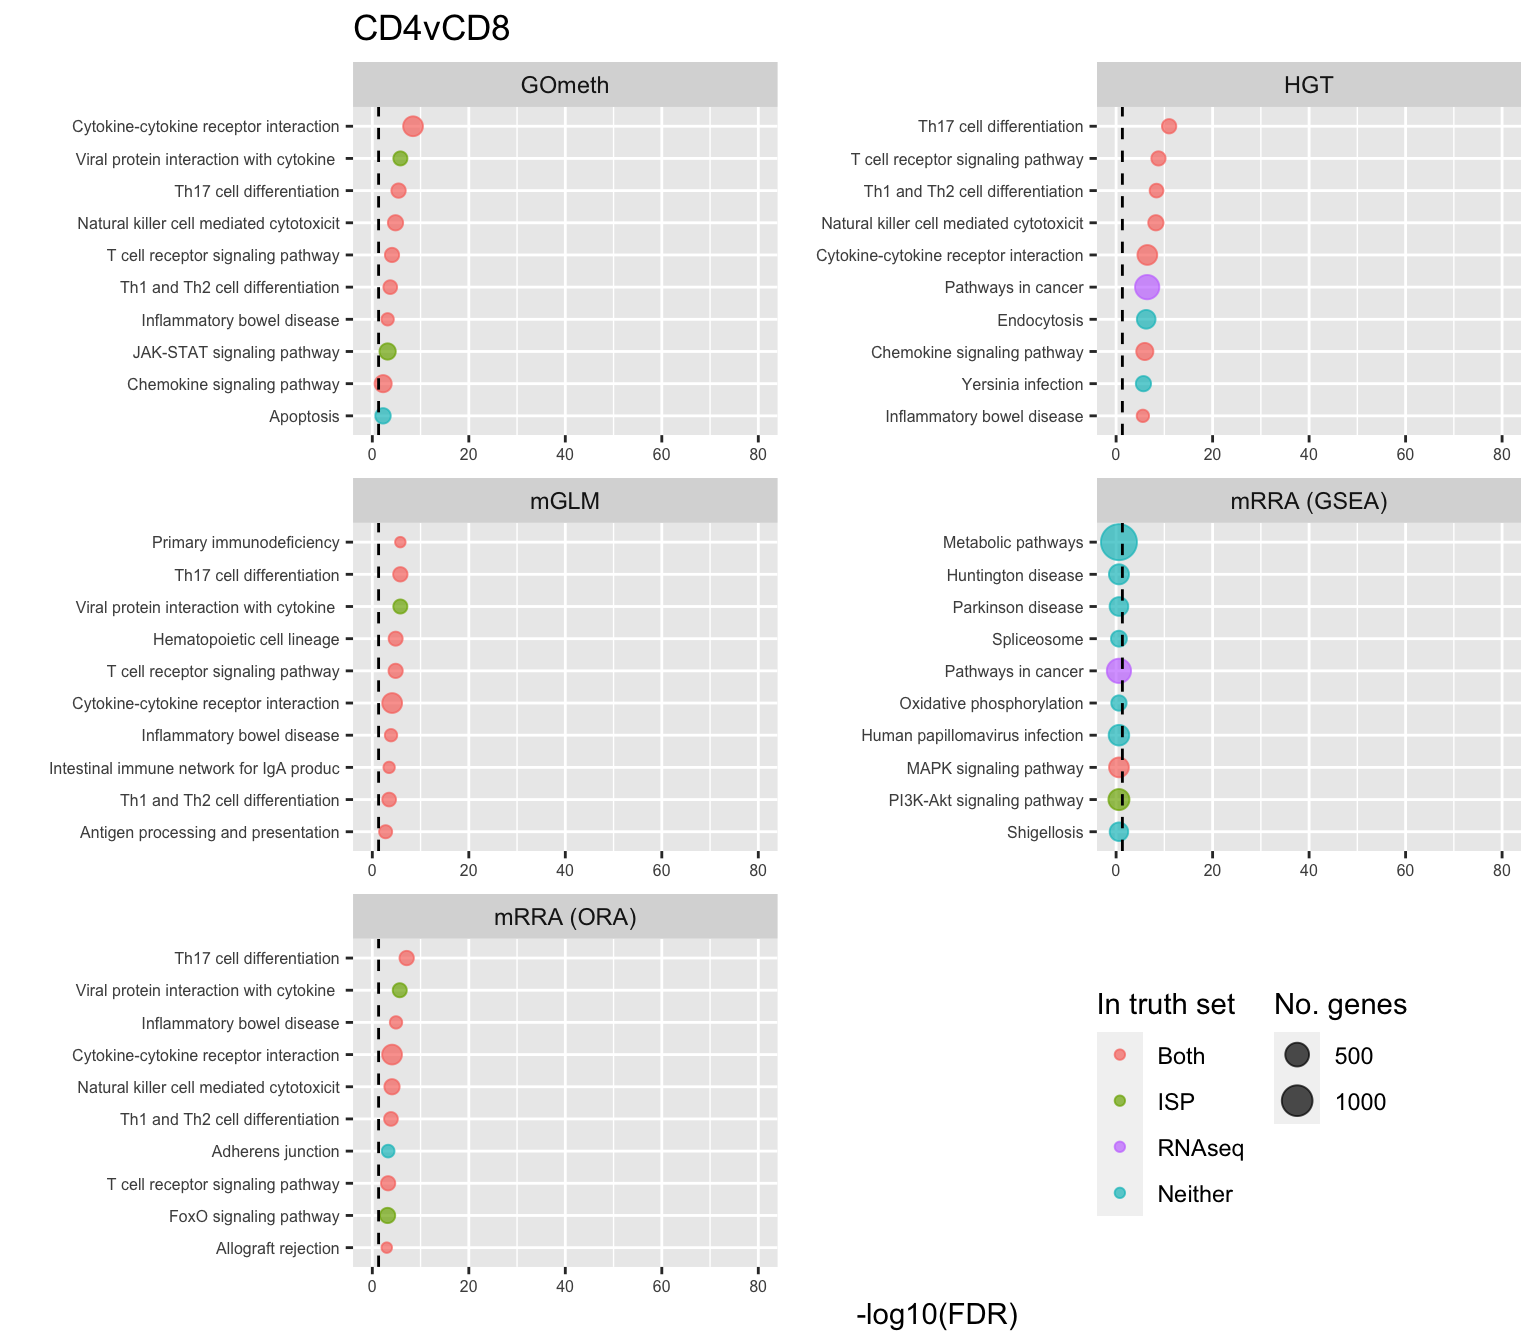 CD4vCD8
GOmeth
Cytokine-cytokine receptor interaction
Viral protein interaction with cytokine
Th17 cell differentiation
Natural killer cell mediated cytotoxicit
T cell receptor signaling pathway
Th1 and Th2 cell differentiation
Inflammatory bowel disease
JAK-STAT signaling pathway
Chemokine signaling pathway
Apoptosis
0 20 40 60 80
HGT
Th17 cell differentiation
T cell receptor signaling pathway
Th1 and Th2 cell differentiation
Natural killer cell mediated cytotoxicit
Cytokine-cytokine receptor interaction
Pathways in cancer
Endocytosis
Chemokine signaling pathway
Yersinia infection
Inflammatory bowel disease
0 20 40 60 80
mGLM
Primary immunodeficiency
Th17 cell differentiation
Viral protein interaction with cytokine
Hematopoietic cell lineage
T cell receptor signaling pathway
Cytokine-cytokine receptor interaction
Inflammatory bowel disease
Intestinal immune network for IgA produc
Th1 and Th2 cell differentiation
Antigen processing and presentation
0 20 40 60 80
mRRA (GSEA)
Metabolic pathways
Huntington disease
Parkinson disease
Spliceosome
Pathways in cancer
Oxidative phosphorylation
Human papillomavirus infection
MAPK signaling pathway
PI3K-Akt signaling pathway
Shigellosis
0 20 40 60 80
mRRA (ORA)
Th17 cell differentiation
Viral protein interaction with cytokine
Inflammatory bowel disease
Cytokine-cytokine receptor interaction
Natural killer cell mediated cytotoxicit
Th1 and Th2 cell differentiation
Adherens junction
T cell receptor signaling pathway
FoxO signaling pathway
Allograft rejection
0 20 40 60 80
In truth set
Both
ISP
RNAseq
Neither
No. genes
500
1000
-log10(FDR)